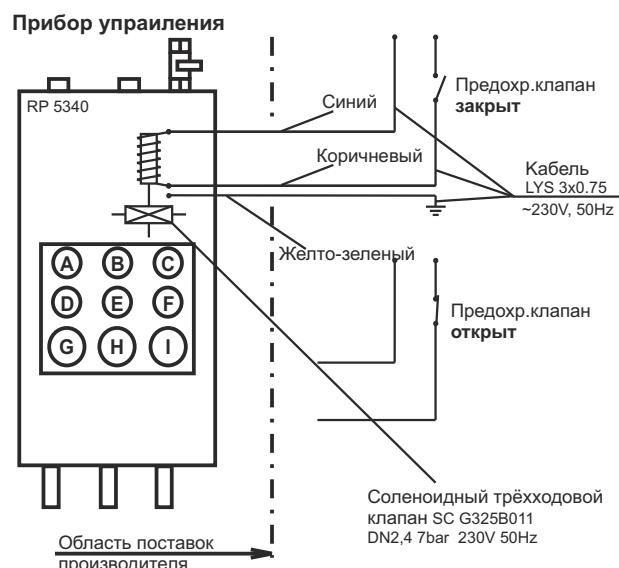 Прибор упраиления
RP 5340
Синий
Предохр.клапан
закрыт
Коричневый
Кабель
LYS 3x0.75
~230V, 50Hz
Желто-зеленый
A B C
D E F
G H I
Предохр.клапан
открыт
Соленоидный трёхходовой
клапан SC G325B011
DN2,4 7bar 230V 50Hz
Область поставок
производителя